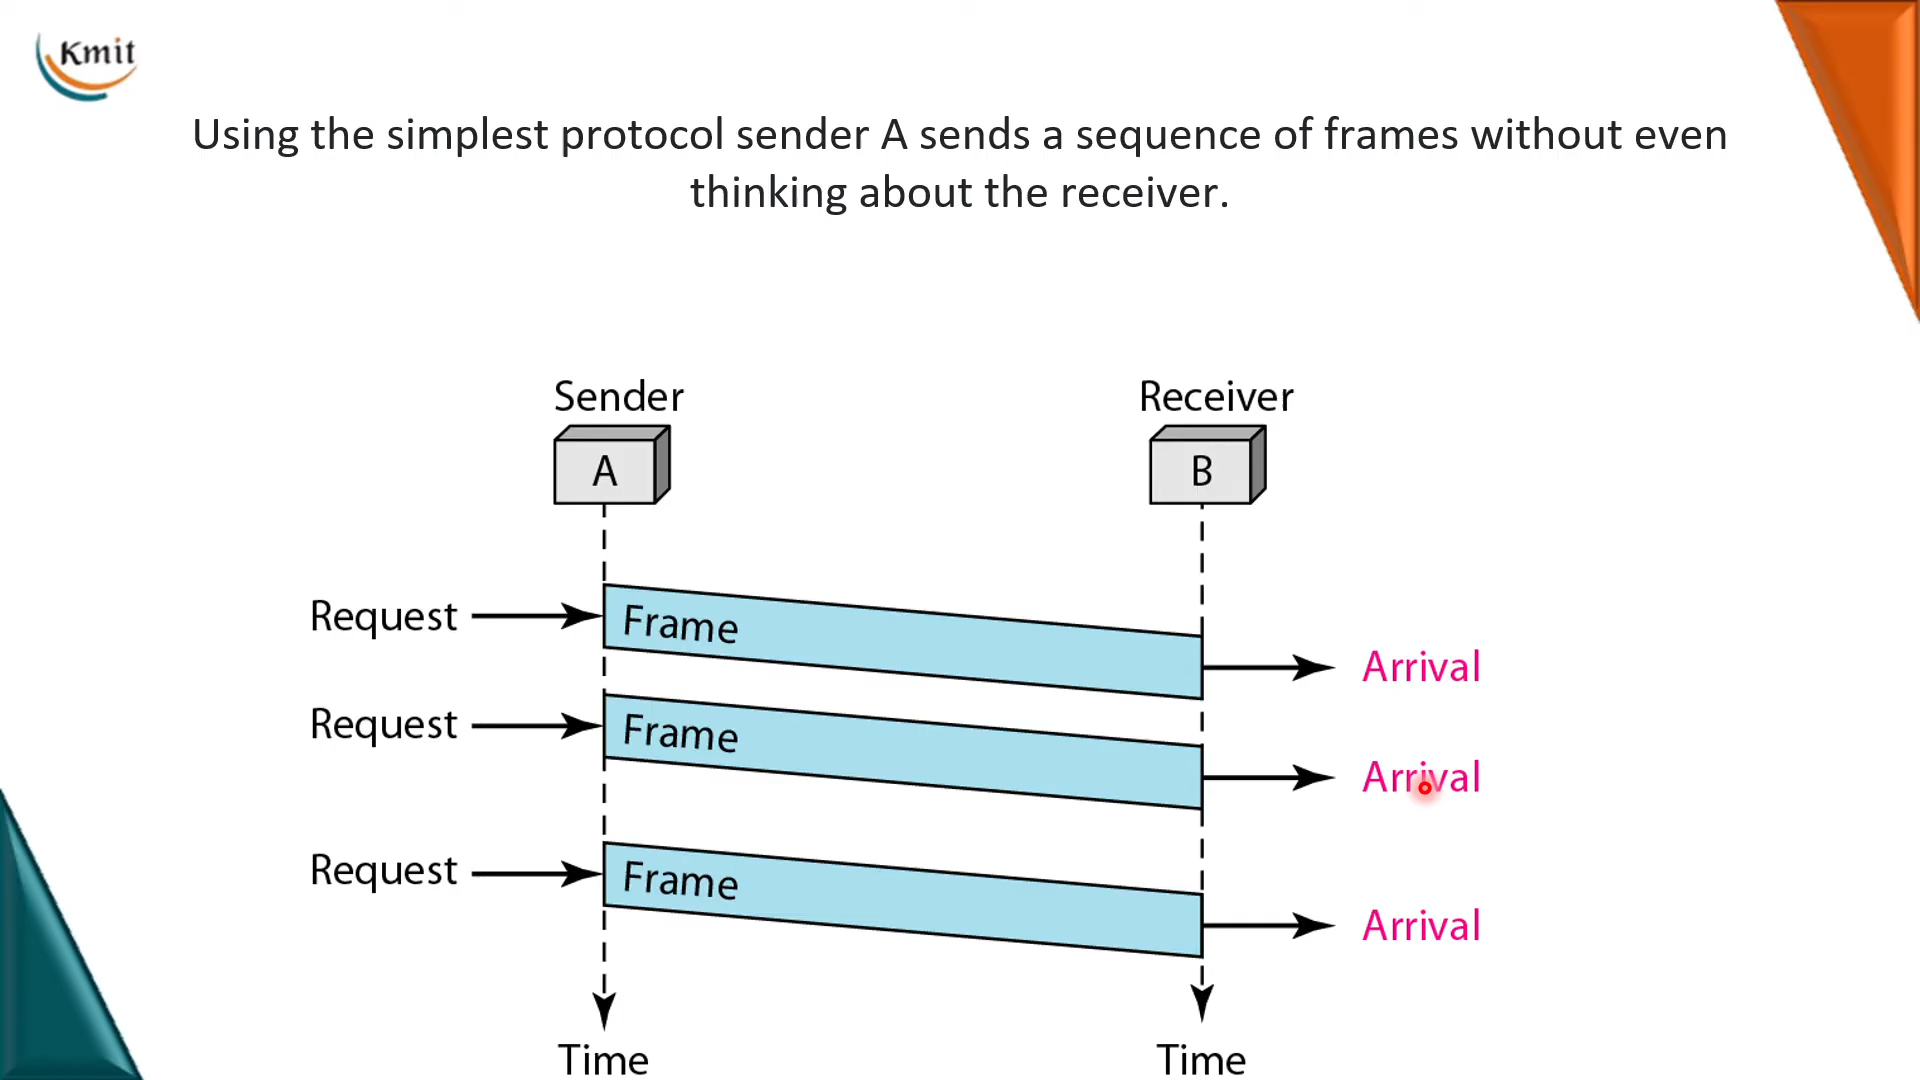 Kmit
Using the simplest protocol sender A sends a sequence of frames without even
thinking about the receiver.
Sender
Receiver
A
B
Request
Frame
Arrival
Request
Frame
Arrival
Request
Frame
Arrival
Time
Time